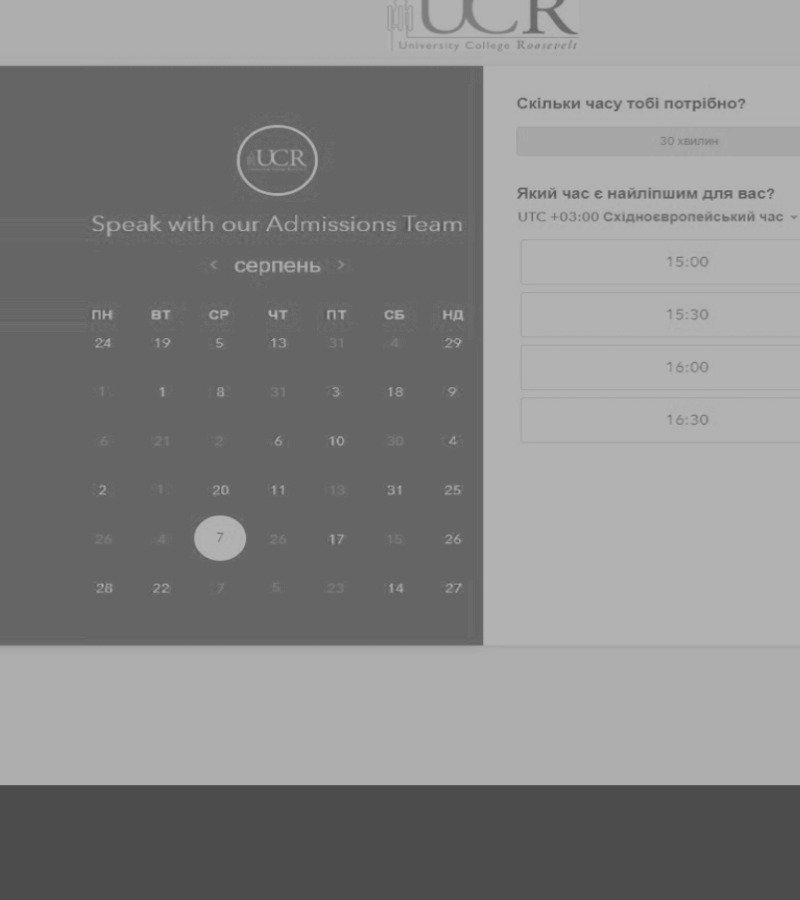 UCR
University College Roosevelt
UCR
Speak with our Admissions Team
< серпень >
ПН ВТ СР ЧТ ПТ СБ НД
24 19 5 13 31 4 29
1 1 8 31 3 18 9
6 21 2 6 10 30 4
2 1 20 11 13 31 25
26 4 7 26 17 15 26
28 22 7 5 23 14 27
Скільки часу тобі потрібно?
30 хвилин
Який час є найліпшим для вас?
UTC +03:00 Східноєвропейський час
15:00
15:30
16:00
16:30